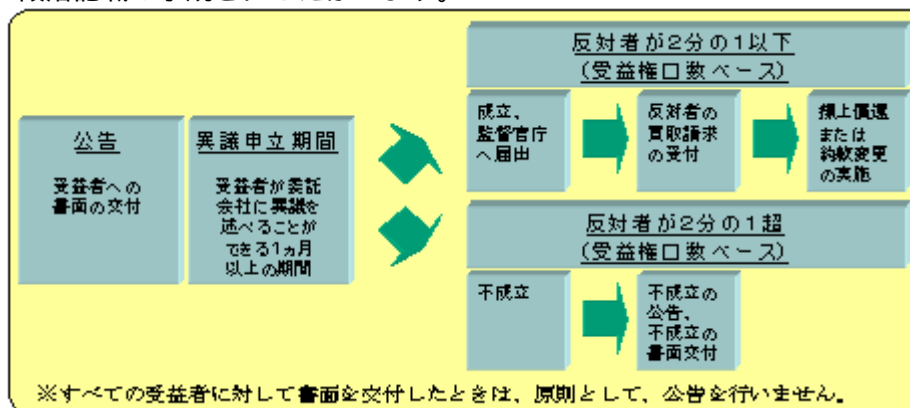 公告
受益者への
書面の交付
異議申立期間
受益者が委託
会社に異議を
述べることが
できる1ヵ月
以上の期間
反対者が2分の1以下
(受益権口数ベース)
成立、
監督官庁
へ届出
反対者の
買取請求
の受付
繰上償還
または
約款変更
の実施
反対者が2分の1超
(受益権口数ベース)
不成立
不成立の
公告、
不成立の
書面交付
※すべての受益者に対して書面を交付したときは、原則として、公告を行いません。